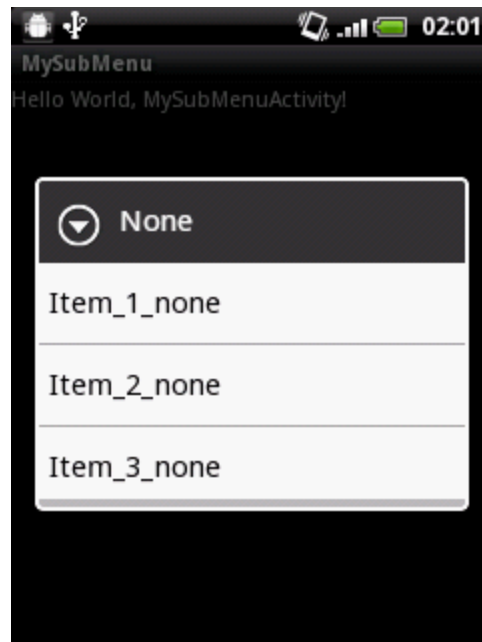 02:01
MySubMenu
Hello World, MySubMenuActivity!
None
Item_1_none
Item_2_none
Item_3_none